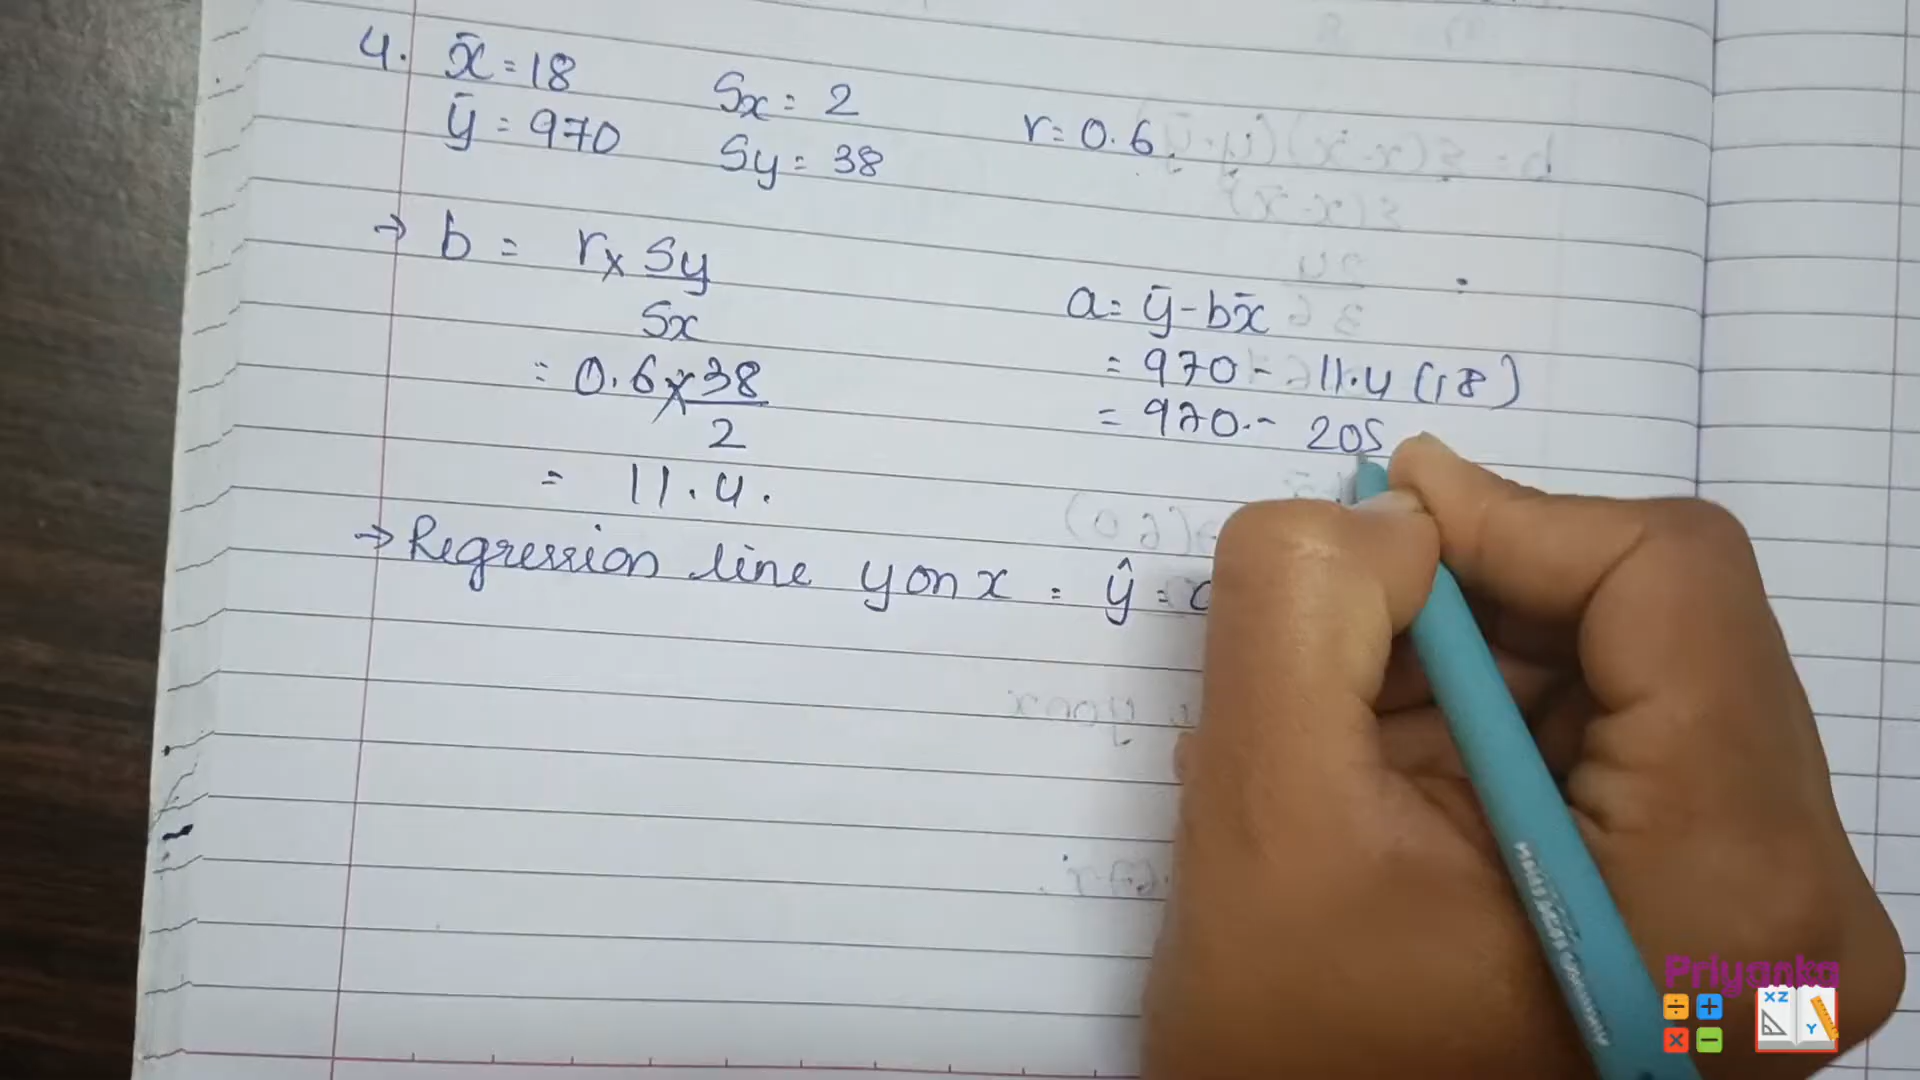 4. x̄ = 18 Sx = 2 r = 0.6
ȳ = 970 Sy = 38
→ b = r x Sy
Sx
= 0.6 x 38
2
= 11.4.
a = ȳ - bx̄
= 970 - 11.4 (18)
= 970 - 205
→ Regression line y on x = ŷ =
Priyanka
XZ
Y